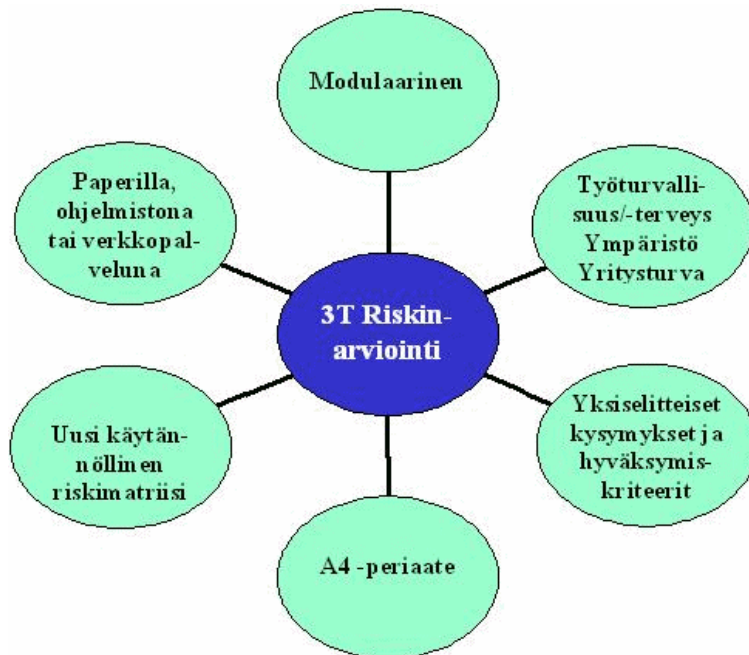 Modulaarinen
Paperilla,
ohjelmistona
tai verkkopal-
veluna
Työturvalli-
suus/-terveys
Ympäristö
Yritysturva
3T Riskin-
arviointi
Uusi käytän-
nöllinen
riskimatriisi
Yksiselitteiset
kysymykset ja
hyväksymis-
kriteerit
A4 -periaate